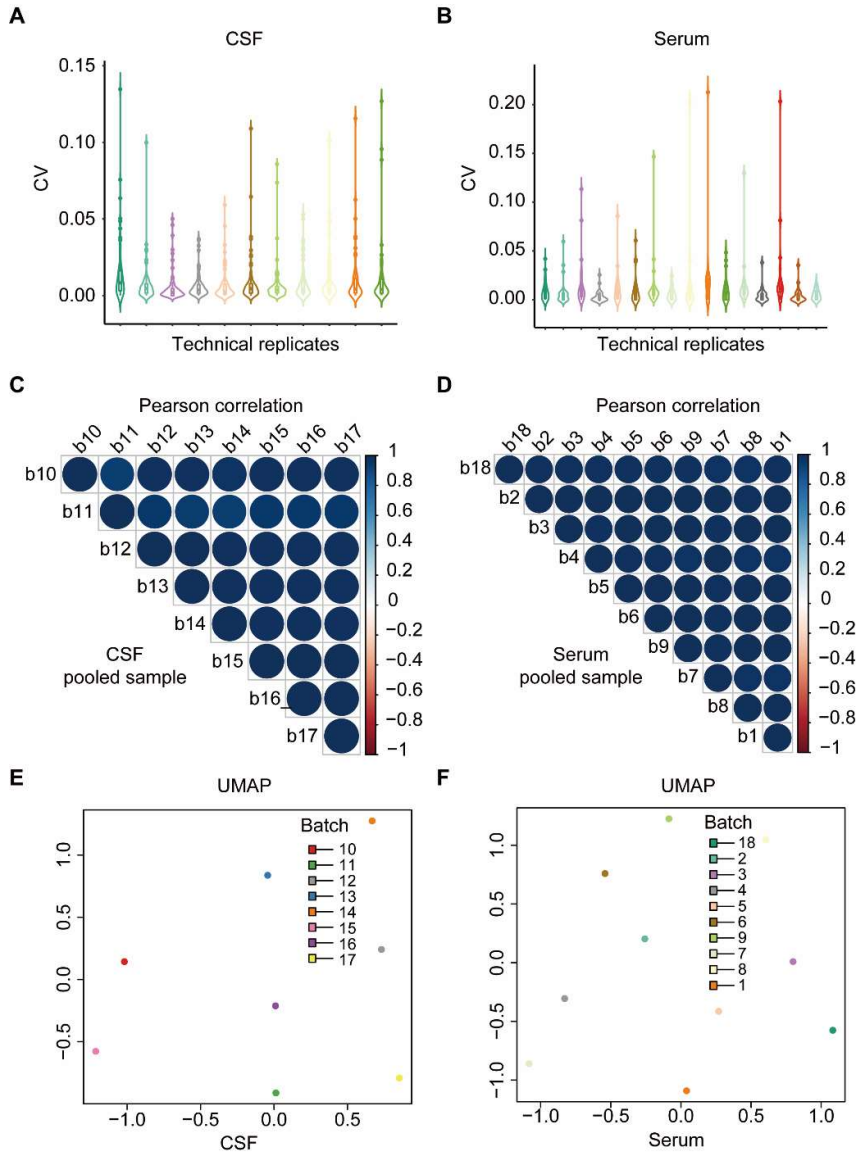 A
CSF
CV
0.15
0.10
0.05
0.00
Technical replicates
B
Serum
CV
0.20
0.15
0.10
0.05
0.00
Technical replicates
C
Pearson correlation
b10 b11 b12 b13 b14 b15 b16 b17
b10
b11
b12
b13
b14
b15
b16_
b17
CSF
pooled sample
1
0.8
0.6
0.4
0.2
0
−0.2
−0.4
−0.6
−0.8
−1
D
Pearson correlation
b18 b2 b3 b4 b5 b6 b9 b7 b8 b1
b18
b2
b3
b4
b5
b6
b9
b7
b8
b1
Serum
pooled sample
1
0.8
0.6
0.4
0.2
0
−0.2
−0.4
−0.6
−0.8
−1
E
UMAP
1.0
0.5
0.0
−0.5
Batch
10
11
12
13
14
15
16
17
−1.0 −0.5 0.0 0.5
CSF
F
UMAP
1.0
0.5
0.0
−0.5
−1.0
Batch
18
2
3
4
5
6
9
7
8
1
−1.0 −0.5 0.0 0.5 1.0
Serum